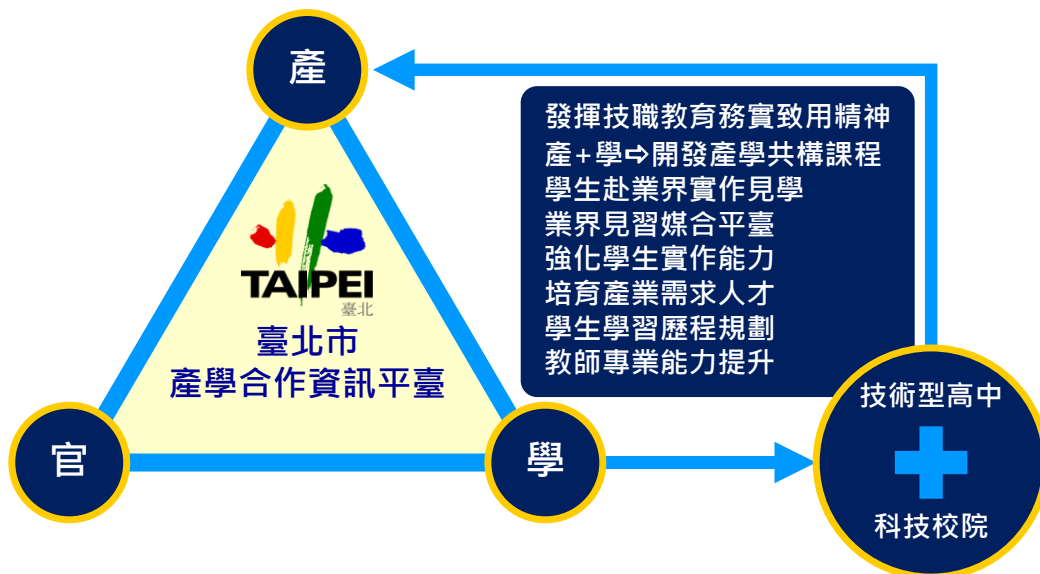 產
發揮技職教育務實致用精神
產+學⇨開發產學共構課程
學生赴業界實作見學
業界見習媒合平臺
強化學生實作能力
培育產業需求人才
學生學習歷程規劃
教師專業能力提升
TAIPEI
臺北
臺北市
產學合作資訊平臺
官
學
技術型高中
科技校院